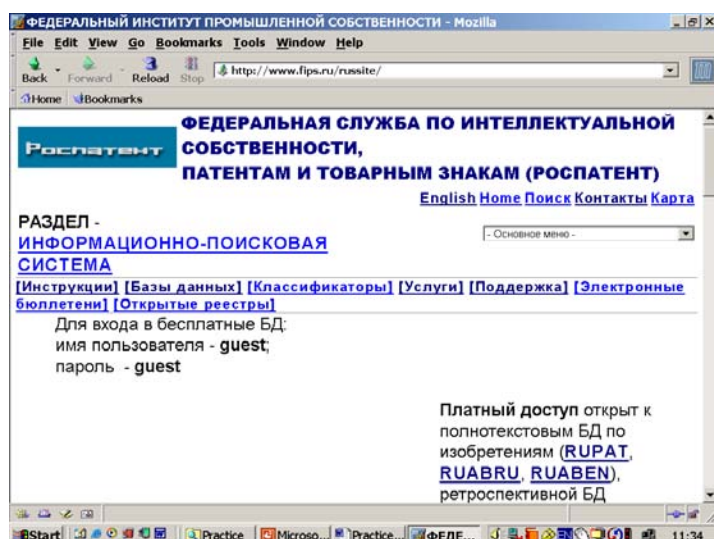 ФЕДЕРАЛЬНЫЙ ИНСТИТУТ ПРОМЫШЛЕННОЙ СОБСТВЕННОСТИ - Mozilla
File Edit View Go Bookmarks Tools Window Help
Back Forward Reload Stop http://www.fips.ru/russite/
Home Bookmarks
Роспатент
ФЕДЕРАЛЬНАЯ СЛУЖБА ПО ИНТЕЛЛЕКТУАЛЬНОЙ
СОБСТВЕННОСТИ,
ПАТЕНТАМ И ТОВАРНЫМ ЗНАКАМ (РОСПАТЕНТ)
English Home Поиск Контакты Карта
РАЗДЕЛ -
ИНФОРМАЦИОННО-ПОИСКОВАЯ
СИСТЕМА
- Основное меню -
[Инструкции] [Базы данных] [Классификаторы] [Услуги] [Поддержка] [Электронные
бюллетени] [Открытые реестры]
Для входа в бесплатные БД:
имя пользователя - guest;
пароль - guest
Платный доступ открыт к
полнотекстовым БД по
изобретениям (RUPAT,
RUABRU, RUABEN),
ретроспективной БД
Start Practice Microso... Practice... ФЕДЕ... EN 11:34